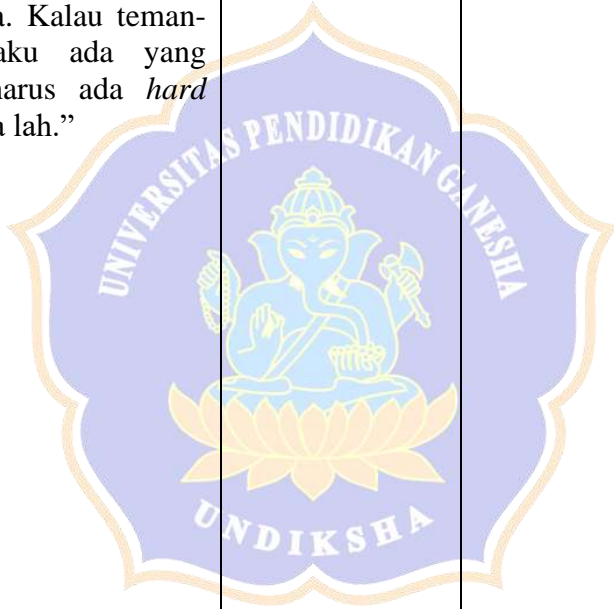 a. Kalau teman-
aku ada yang
harus ada hard
a lah.”
UNIVERSITAS PENDIDIKAN GANESHA
UNDIKSHA